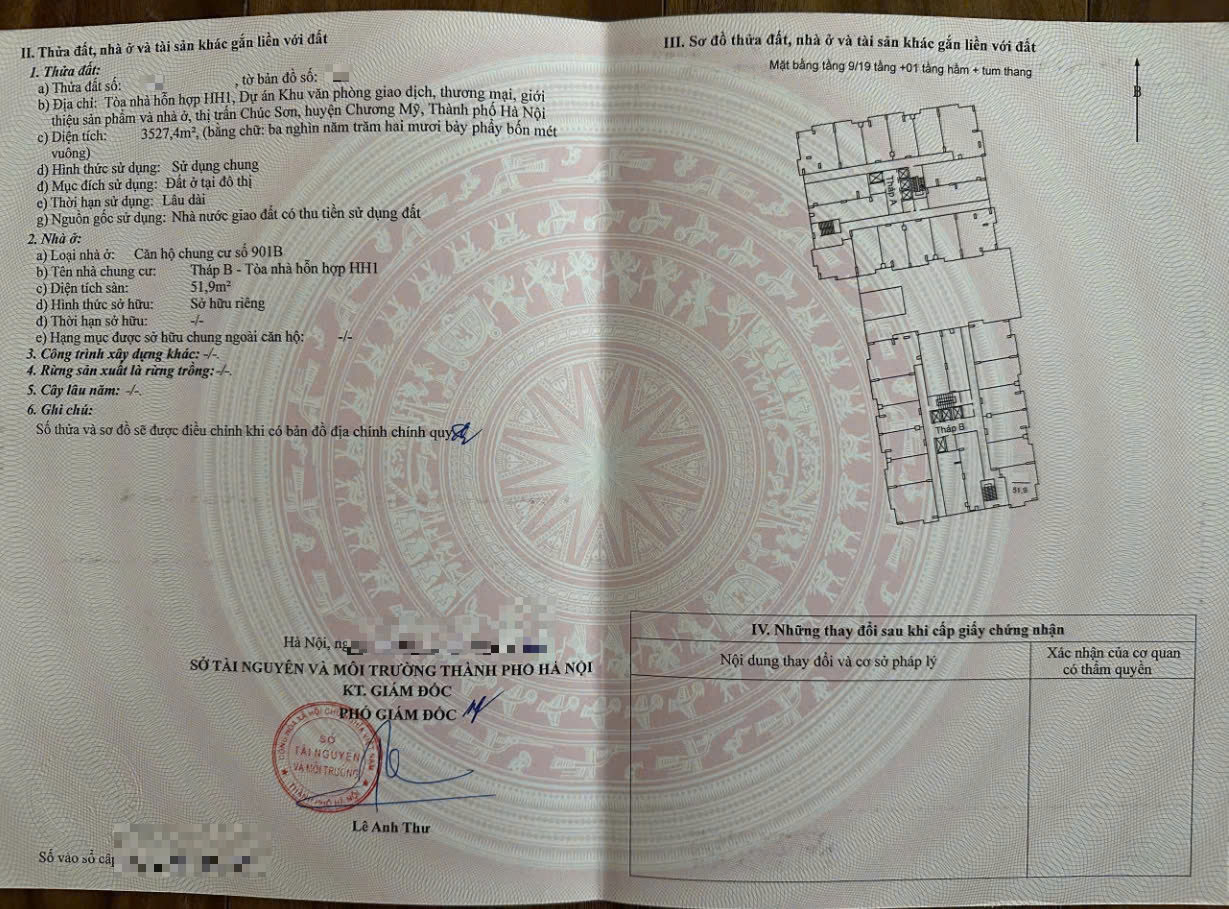 II. Thửa đất, nhà ở và tài sản khác gắn liền với đất
1. Thửa đất:
a) Thửa đất số: , tờ bản đồ số:
b) Địa chỉ: Tòa nhà hỗn hợp HH1, Dự án Khu văn phòng giao dịch, thương mại, giới
thiệu sản phẩm và nhà ở, thị trấn Chúc Sơn, huyện Chương Mỹ, Thành phố Hà Nội
c) Diện tích: 3527,4m², (bằng chữ: ba nghìn năm trăm hai mươi bảy phẩy bốn mét
vuông)
d) Hình thức sử dụng: Sử dụng chung
đ) Mục đích sử dụng: Đất ở tại đô thị
e) Thời hạn sử dụng: Lâu dài
g) Nguồn gốc sử dụng: Nhà nước giao đất có thu tiền sử dụng đất
2. Nhà ở:
a) Loại nhà ở: Căn hộ chung cư số 901B
b) Tên nhà chung cư: Tháp B - Tòa nhà hỗn hợp HH1
c) Diện tích sàn: 51,9m²
d) Hình thức sở hữu: Sở hữu riêng
đ) Thời hạn sở hữu: -/-
e) Hạng mục được sở hữu chung ngoài căn hộ: -/-
3. Công trình xây dựng khác: -/-.
4. Rừng sản xuất là rừng trồng: -/-.
5. Cây lâu năm: -/-.
6. Ghi chú:
Số thửa và sơ đồ sẽ được điều chỉnh khi có bản đồ địa chính chính quy
Hà Nội,
SỞ TÀI NGUYÊN VÀ MÔI TRƯỜNG THÀNH PHỐ HÀ NỘI
KT. GIÁM ĐỐC
PHÓ GIÁM ĐỐC
SỞ
TÀI NGUYÊN
VÀ MÔI TRƯỜNG
THÀNH PHỐ HÀ NỘI
Lê Anh Thư
Số vào sổ cấp
III. Sơ đồ thửa đất, nhà ở và tài sản khác gắn liền với đất
Mặt bằng tầng 9/19 tầng +01 tầng hầm + tum thang
B
Tháp A
Tháp B
51,9
IV. Những thay đổi sau khi cấp giấy chứng nhận
Nội dung thay đổi và cơ sở pháp lý
Xác nhận của cơ quan
có thẩm quyền